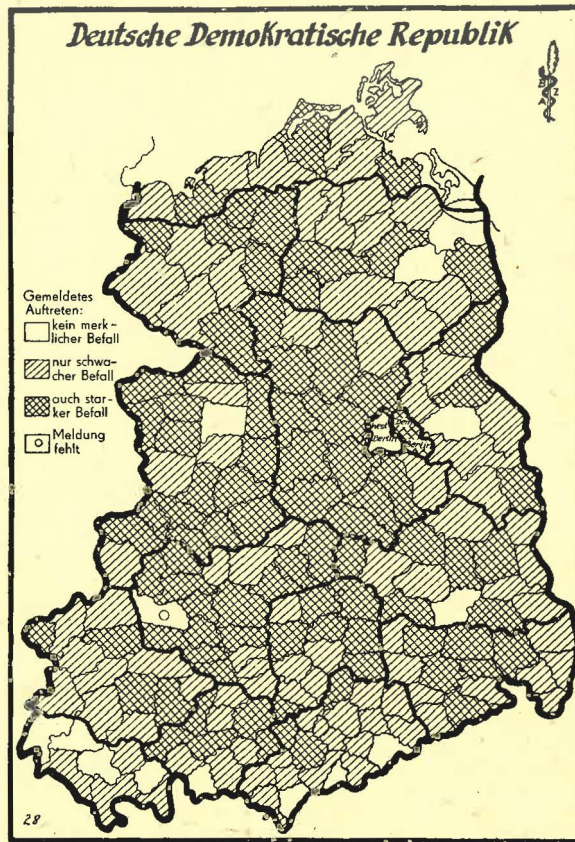 Deutsche Demokratische Republik
Gemeldetes
Auftreten:
kein merk-
licher Befall
nur schwa-
cher Befall
auch star-
ker Befall
Meldung
fehlt
28